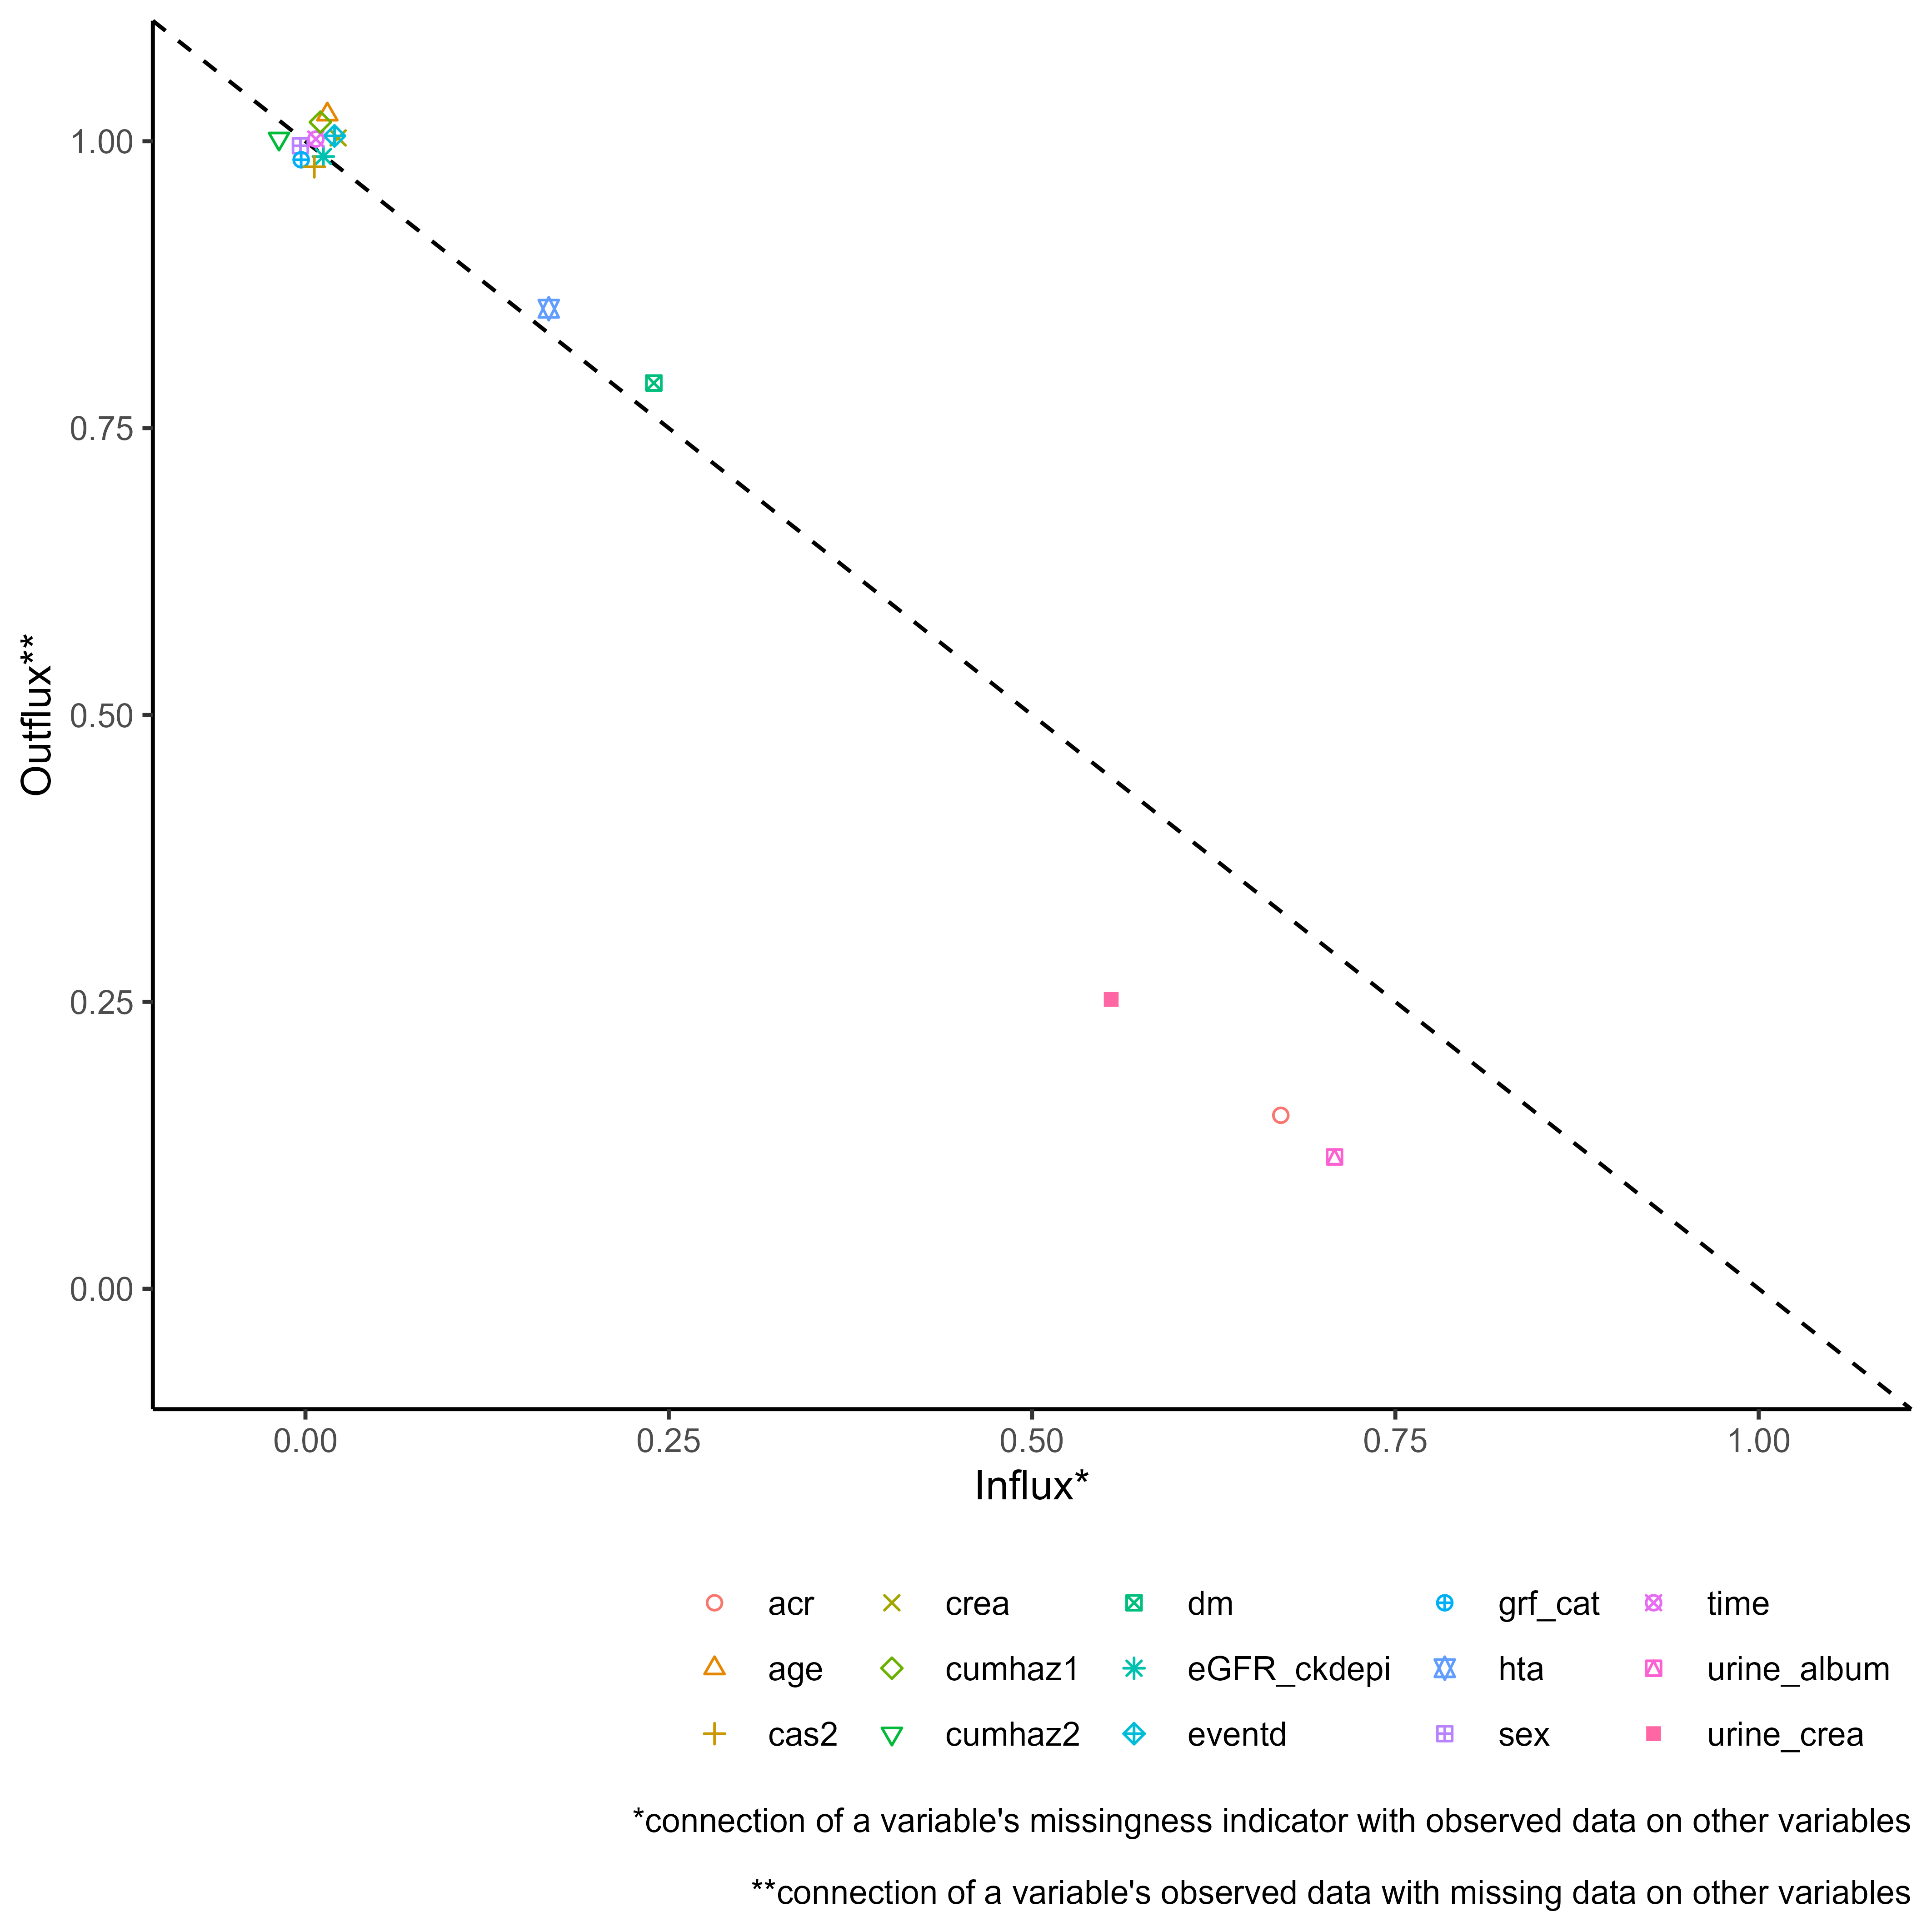 1.00
0.75
0.50
0.25
0.00
Outflux**
0.00 0.25 0.50 0.75 1.00
Influx*
acr crea dm grf_cat time
age cumhaz1 eGFR_ckdepi hta urine_album
cas2 cumhaz2 eventd sex urine_crea
*connection of a variable's missingness indicator with observed data on other variables
**connection of a variable's observed data with missing data on other variables